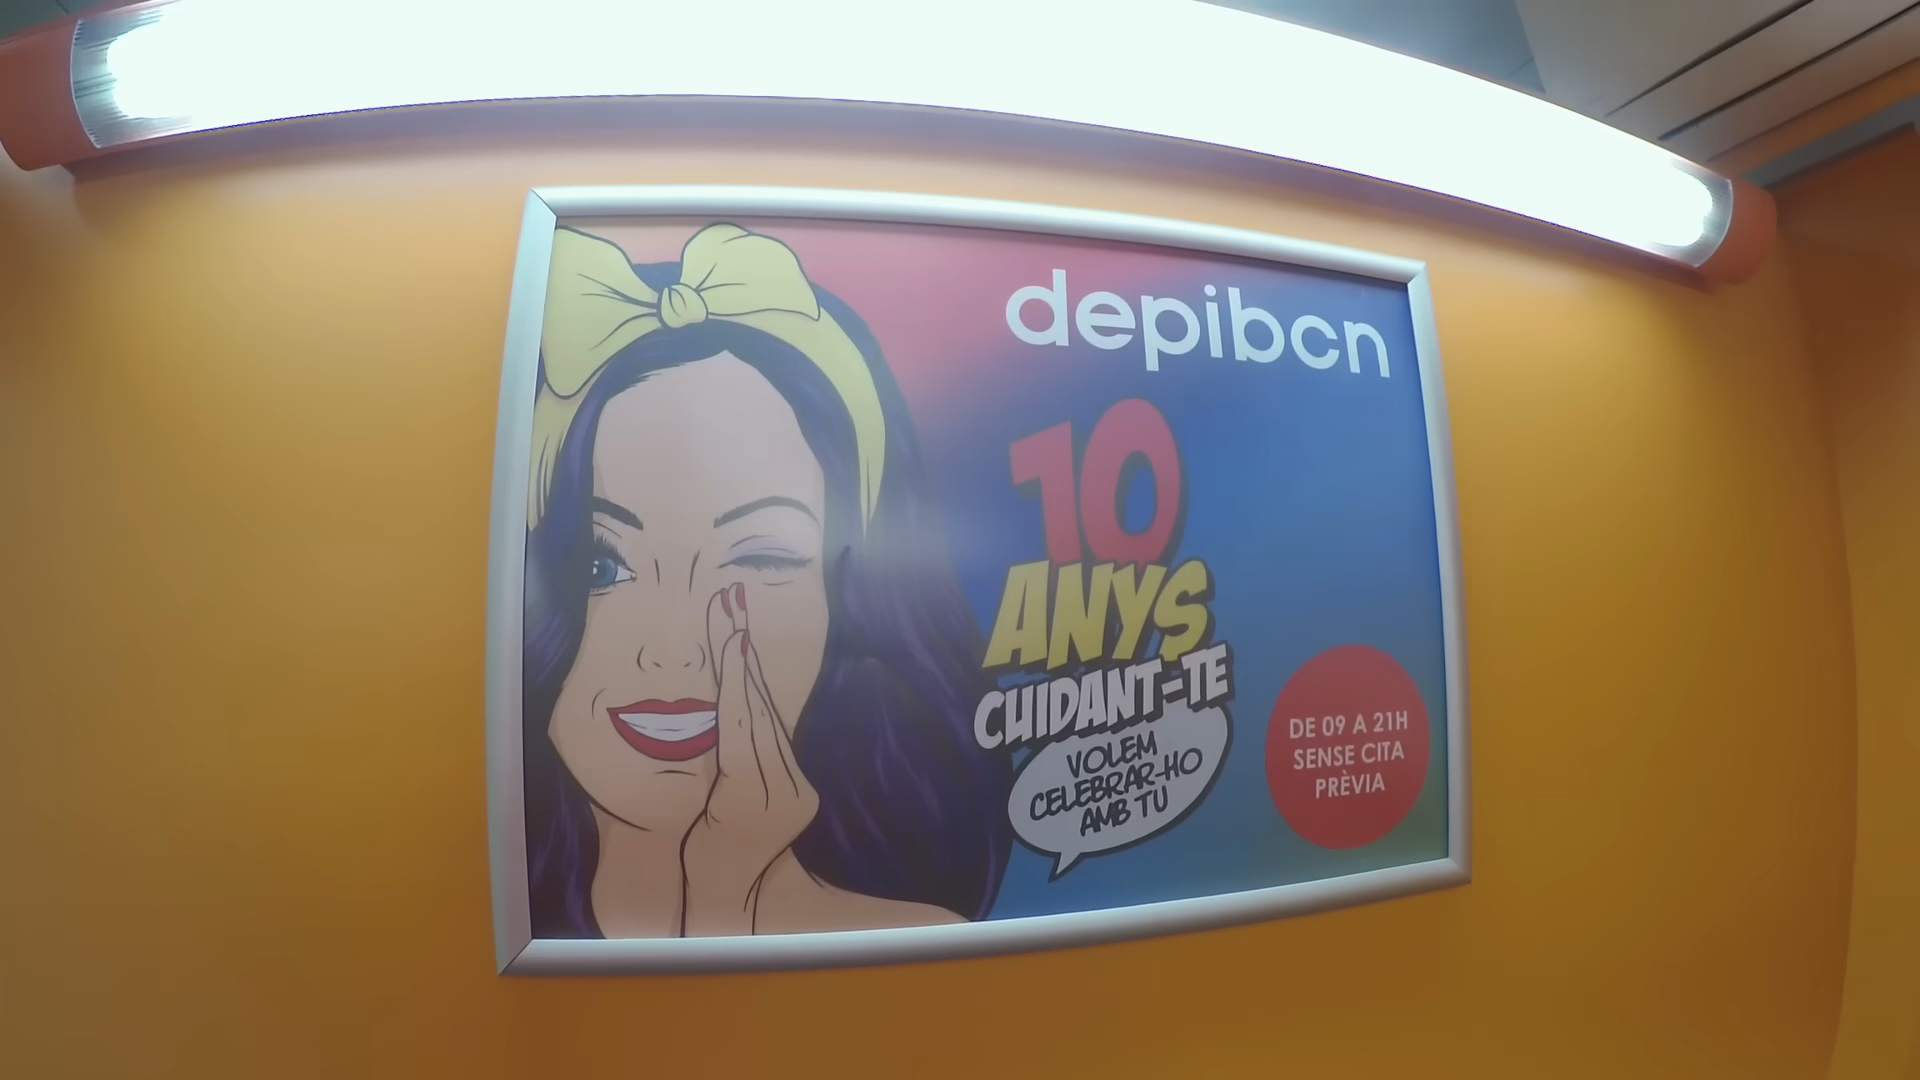 depibcn
10
ANYS
CUIDANT-TE
VOLEM
CELEBRAR-HO
AMB TU
DE 09 A 21H
SENSE CITA
PRÈVIA